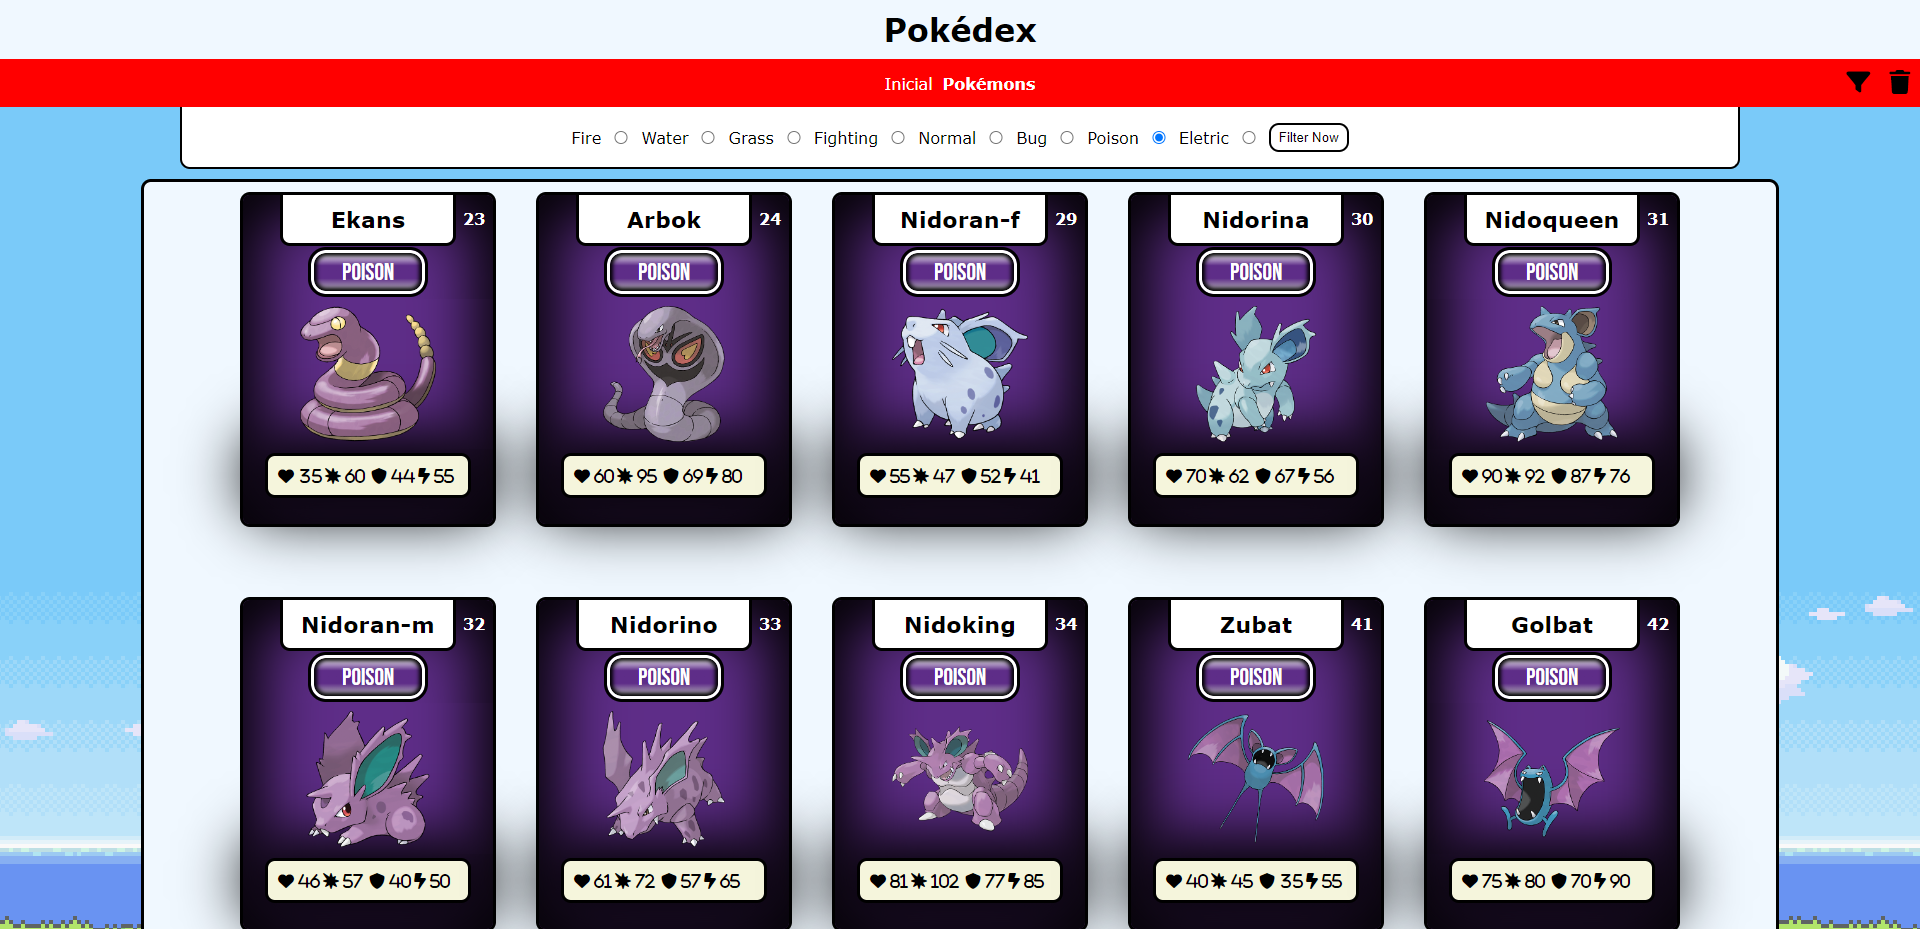 Pokédex
Inicial Pokémons
Fire Water Grass Fighting Normal Bug Poison Eletric Filter Now
Ekans 23 Arbok 24 Nidoran-f 29 Nidorina 30 Nidoqueen 31
POISON POISON POISON POISON POISON
35 60 44 55 60 95 69 80 55 47 52 41 70 62 67 56 90 92 87 76
Nidoran-m 32 Nidorino 33 Nidoking 34 Zubat 41 Golbat 42
POISON POISON POISON POISON POISON
46 57 40 50 61 72 57 65 81 102 77 85 40 45 35 55 75 80 70 90